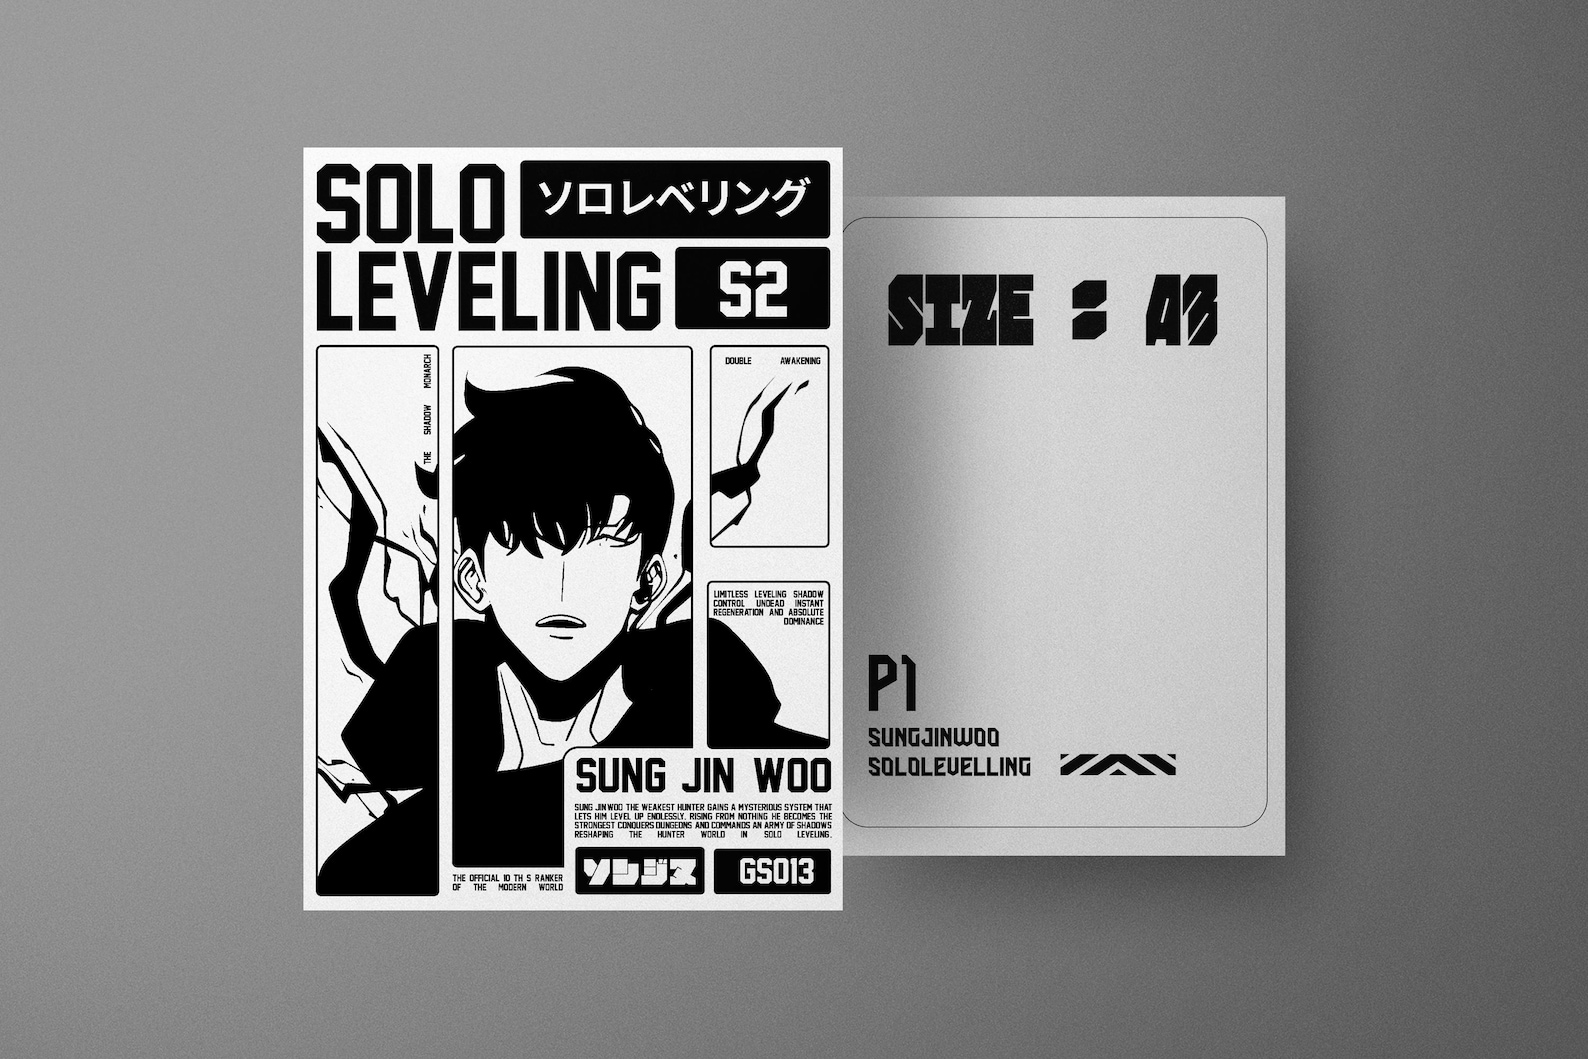 SOLO
ソロレベリング
LEVELING
S2
THE SHADOW MONARCH
DOUBLE AWAKENING
LIMITLESS LEVELING SHADOW
CONTROL UNDEAD INSTANT
REGENERATION AND ABSOLUTE
DOMINANCE
SUNG JIN WOO
SUNG JINWOO THE WEAKEST HUNTER GAINS A MYSTERIOUS SYSTEM THAT
LETS HIM LEVEL UP ENDLESSLY. RISING FROM NOTHING HE BECOMES THE
STRONGEST CONQUERS DUNGEONS AND COMMANDS AN ARMY OF SHADOWS
RESHAPING THE HUNTER WORLD IN SOLO LEVELING.
THE OFFICIAL 10 TH S RANKER
OF THE MODERN WORLD
ソンジヌ
GS013
SIZE : A3
P1
SUNGJINWOO
SOLOLEVELLING